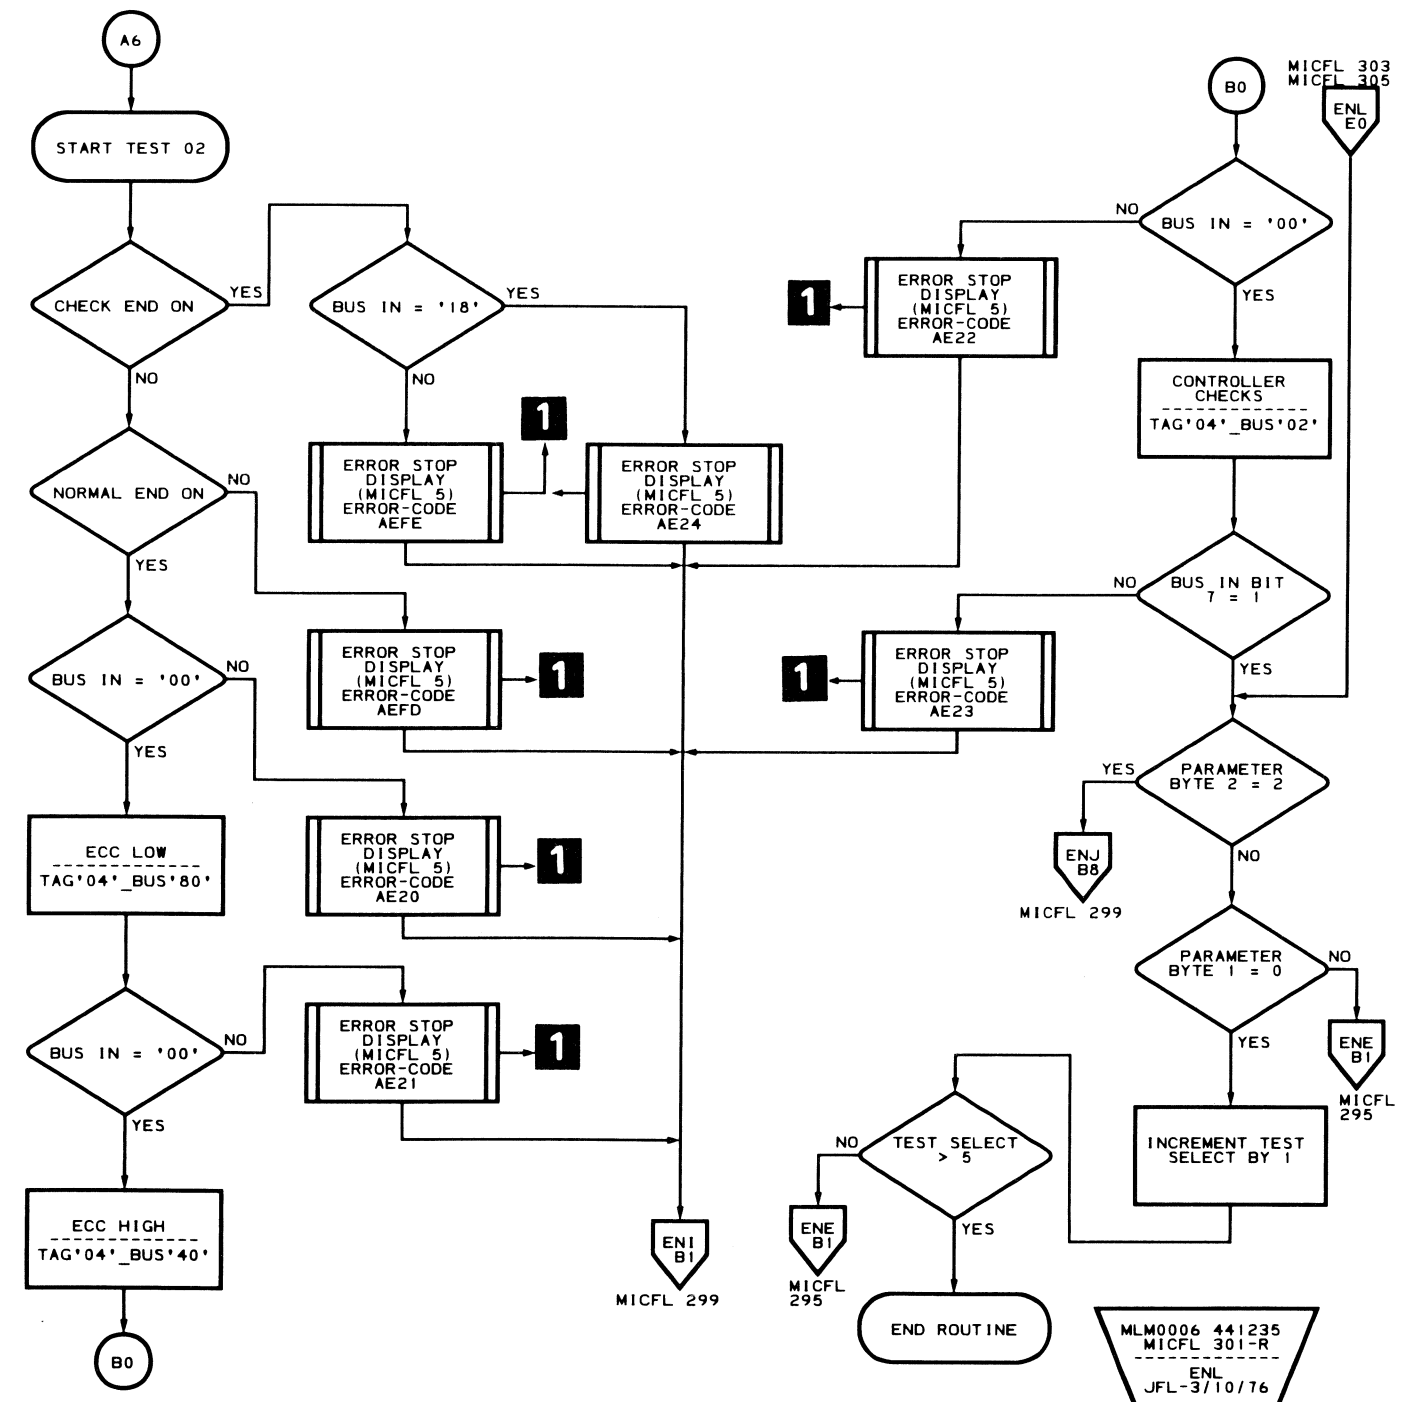 A6
START TEST 02
CHECK END ON
YES
NO
BUS IN = '18'
YES
NO
ERROR STOP
DISPLAY
(MICFL 5)
ERROR-CODE
AEFE
1
ERROR STOP
DISPLAY
(MICFL 5)
ERROR-CODE
AE24
NORMAL END ON
NO
YES
ERROR STOP
DISPLAY
(MICFL 5)
ERROR-CODE
AEFD
1
BUS IN = '00'
NO
YES
ERROR STOP
DISPLAY
(MICFL 5)
ERROR-CODE
AE20
1
ECC LOW
TAG'04'_BUS'80'
BUS IN = '00'
NO
YES
ERROR STOP
DISPLAY
(MICFL 5)
ERROR-CODE
AE21
1
ECC HIGH
TAG'04'_BUS'40'
B0
ENI
B1
MICFL 299
B0
MICFL 303
MICFL 305
ENL
E0
BUS IN = '00'
NO
YES
ERROR STOP
DISPLAY
(MICFL 5)
ERROR-CODE
AE22
1
CONTROLLER
CHECKS
TAG'04'_BUS'02'
BUS IN BIT
7 = 1
NO
YES
ERROR STOP
DISPLAY
(MICFL 5)
ERROR-CODE
AE23
1
PARAMETER
BYTE 2 = 2
YES
NO
ENJ
B8
MICFL 299
PARAMETER
BYTE 1 = 0
NO
YES
ENE
B1
MICFL
295
INCREMENT TEST
SELECT BY 1
TEST SELECT
> 5
NO
YES
ENE
B1
MICFL
295
END ROUTINE
MLM0006 441235
MICFL 301-R
ENL
JFL-3/10/76